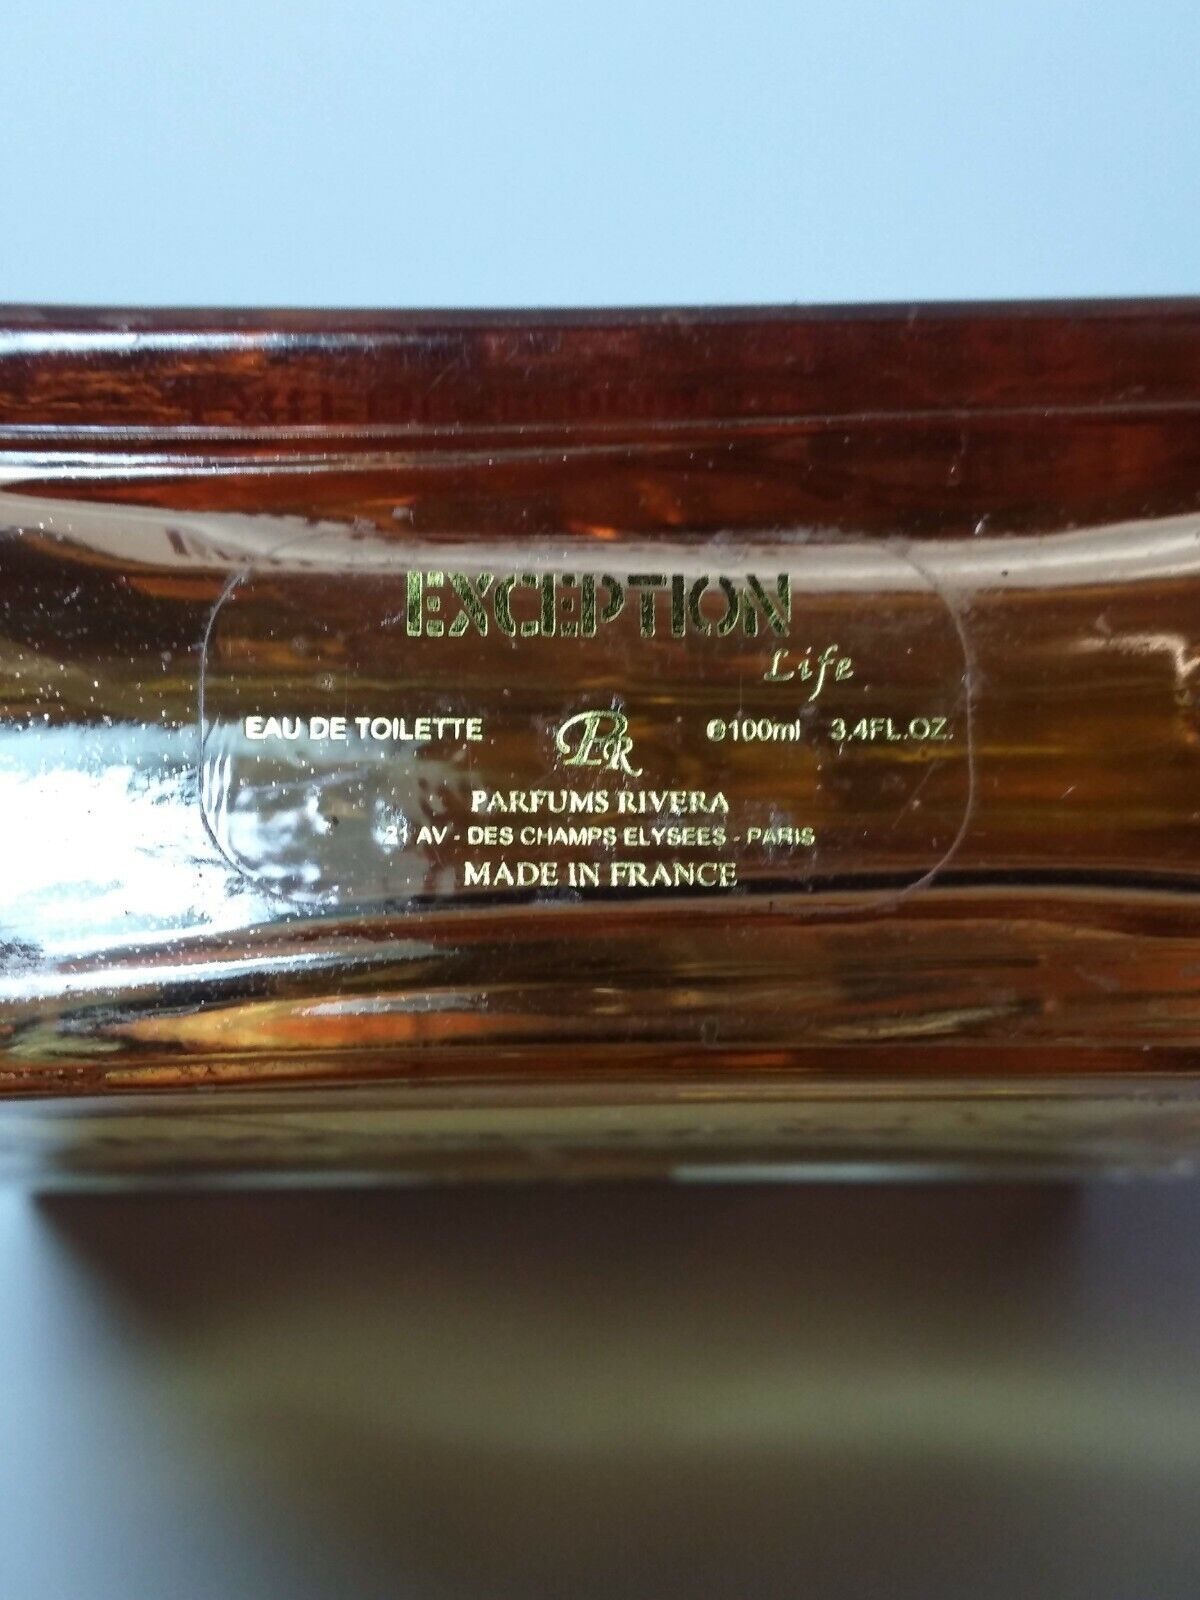 EXCEPTION
Life
EAU DE TOILETTE PR ℮100ml 3.4FL.OZ.
PARFUMS RIVERA
21 AV - DES CHAMPS ELYSEES - PARIS
MADE IN FRANCE